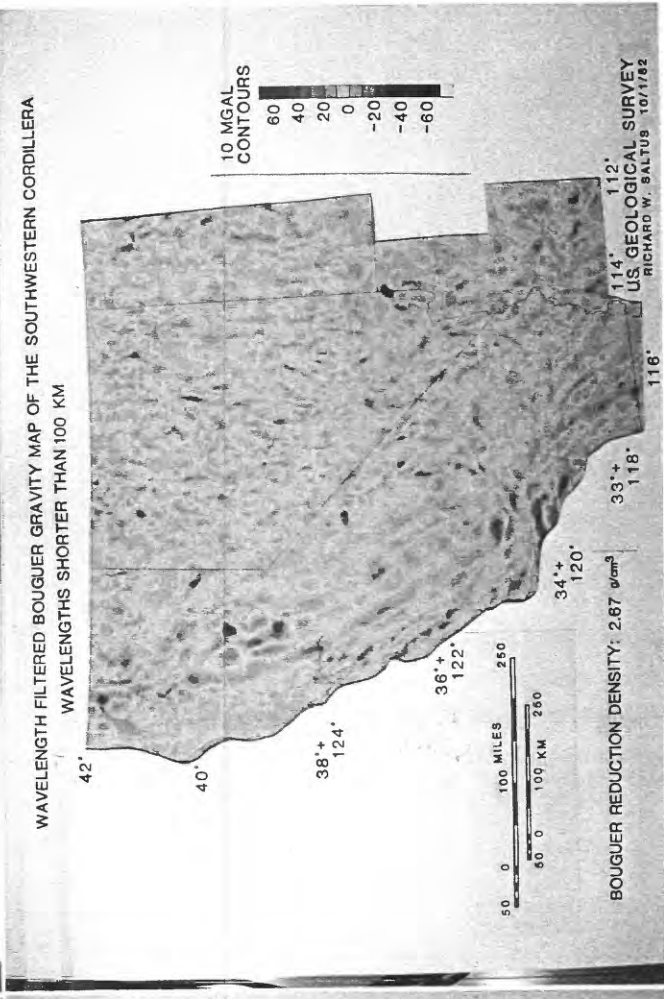 WAVELENGTH FILTERED BOUGUER GRAVITY MAP OF THE SOUTHWESTERN CORDILLERA
WAVELENGTHS SHORTER THAN 100 KM
10 MGAL
CONTOURS
60
40
20
0
-20
-40
-60
42°
40°
38°+
124°
36°+
122°
34°+
120°
33°+
118°
116°
114°
112°
50 0 100 MILES 250
50 0 100 KM 250
BOUGUER REDUCTION DENSITY: 2.67 g/cm³
U.S. GEOLOGICAL SURVEY
RICHARD W. SALTUS 10/1/82